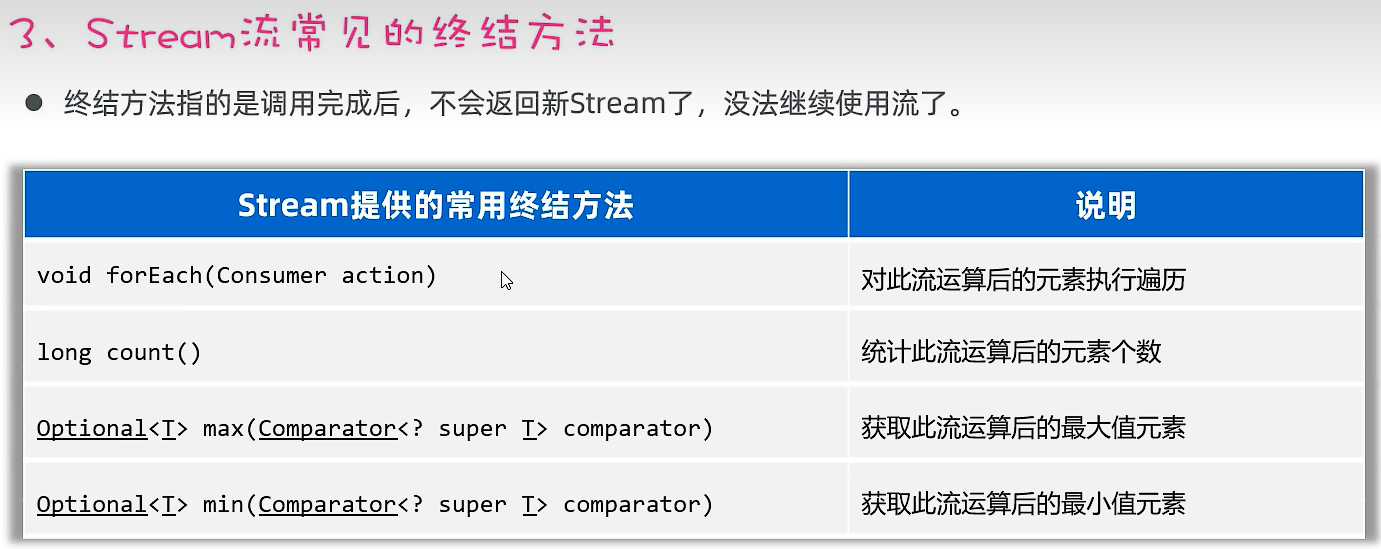 3、Stream流常见的终结方法
● 终结方法指的是调用完成后，不会返回新Stream了，没法继续使用流了。
Stream提供的常用终结方法 说明
void forEach(Consumer action) 对此流运算后的元素执行遍历
long count() 统计此流运算后的元素个数
Optional<T> max(Comparator<? super T> comparator) 获取此流运算后的最大值元素
Optional<T> min(Comparator<? super T> comparator) 获取此流运算后的最小值元素